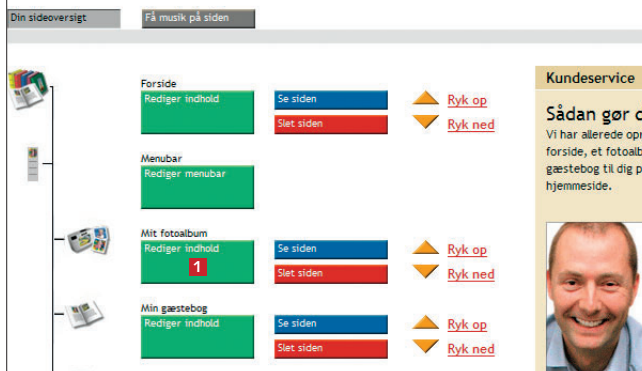 Din sideoversigt
Få musik på siden
Forside
Rediger indhold
Se siden
Slet siden
Ryk op
Ryk ned
Menubar
Rediger menubar
Mit fotoalbum
Rediger indhold
1
Se siden
Slet siden
Ryk op
Ryk ned
Min gæstebog
Rediger indhold
Se siden
Slet siden
Ryk op
Ryk ned
Kundeservice
Sådan gør
Vi har allerede
forside, et
gæstebog til dig
hjemmeside.